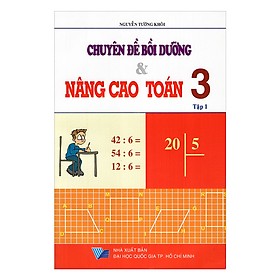 NGUYỄN TƯỜNG KHÔI
CHUYÊN ĐỀ BỒI DƯỠNG
&
NÂNG CAO TOÁN 3
Tập 1
42 : 6 =
54 : 6 =
12 : 6 =
20 5
NHÀ XUẤT BẢN
ĐẠI HỌC QUỐC GIA TP. HỒ CHÍ MINH